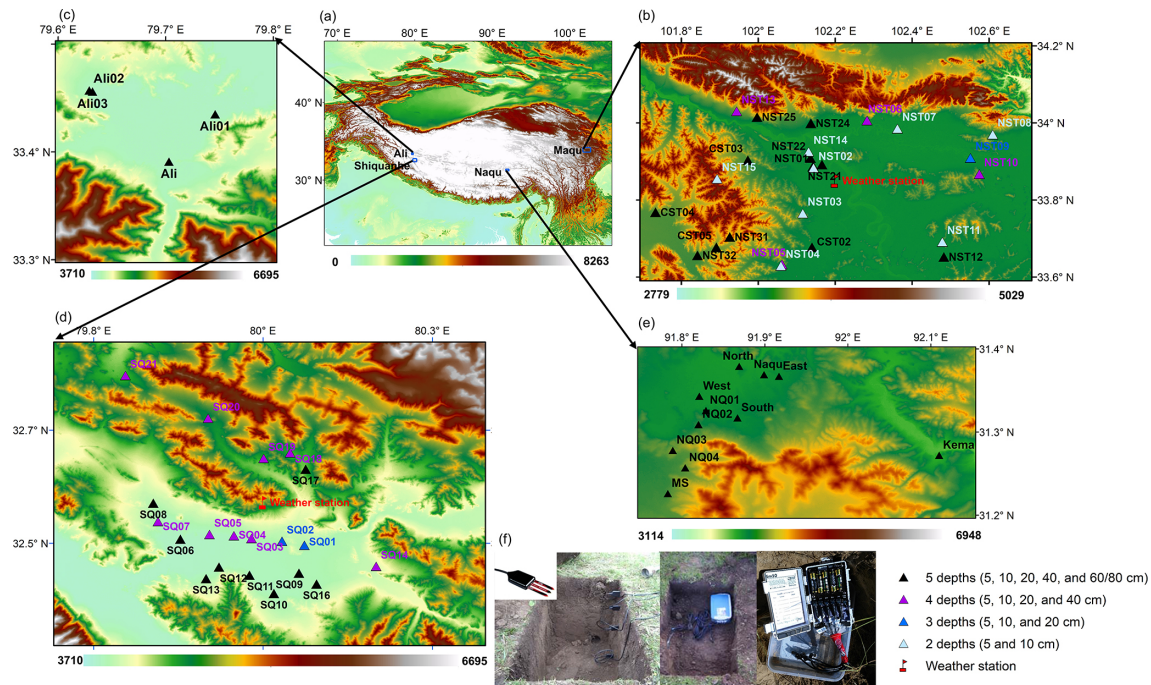 (c)
79.6° E
79.7° E
79.8° E
33.4° N
33.3° N
Ali02
Ali03
Ali01
Ali
3710
6695
(a)
70° E
80° E
90° E
102° E
40° N
30° N
Ali
Shiquanhe
Naqu
Maqu
0
8263
(b)
101.8° E
102° E
102.2° E
102.4° E
102.6° E
34.2° N
34° N
33.8° N
33.6° N
NST25
NST24
NST06
NST07
NST08
CST03
NST22
NST14
NST01
NST02
NST15
NST21
Weather station
NST03
CST04
CST05
NST31
CST02
NST32
NST04
NST11
NST12
2779
5029
(d)
79.8° E
80° E
80.3° E
32.7° N
32.5° N
SQ21
SQ20
SQ17
Weather station
SQ08
SQ07
SQ06
SQ05
SQ04
SQ03
SQ02
SQ01
SQ14
SQ13
SQ12
SQ11
SQ09
SQ10
SQ16
3710
6695
(e)
91.8° E
91.9° E
92° E
92.1° E
31.4° N
31.3° N
31.2° N
North
Naqu
East
West
NQ01
NQ02
South
NQ03
NQ04
MS
Kema
3114
6948
(f)
5 depths (5, 10, 20, 40, and 60/80 cm)
4 depths (5, 10, 20, and 40 cm)
3 depths (5, 10, and 20 cm)
2 depths (5 and 10 cm)
Weather station